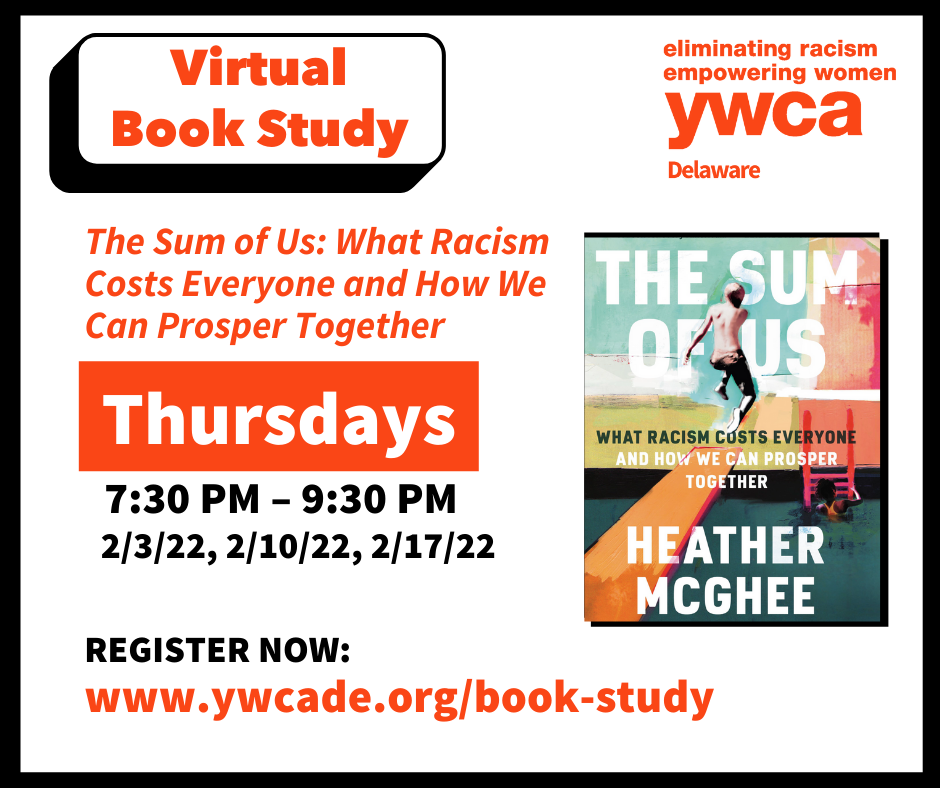 Virtual
Book Study
eliminating racism
empowering women
ywca
Delaware
The Sum of Us: What Racism
Costs Everyone and How We
Can Prosper Together
Thursdays
7:30 PM – 9:30 PM
2/3/22, 2/10/22, 2/17/22
THE SUM
OF US
WHAT RACISM COSTS EVERYONE
AND HOW WE CAN PROSPER
TOGETHER
HEATHER
MCGHEE
REGISTER NOW:
www.ywcade.org/book-study